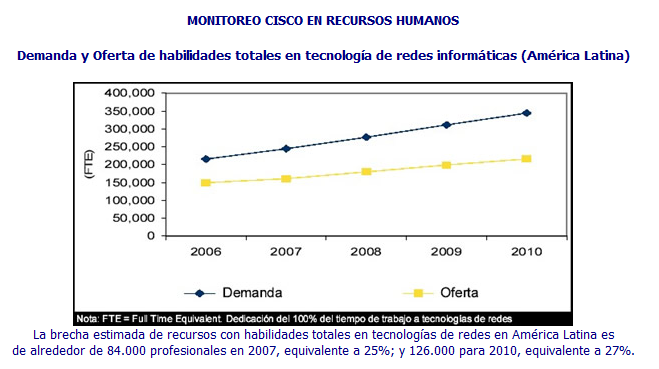 MONITOREO CISCO EN RECURSOS HUMANOS
Demanda y Oferta de habilidades totales en tecnología de redes informáticas (América Latina)
400,000
350,000
300,000
250,000
200,000
150,000
100,000
50,000
0
(FTE)
2006 2007 2008 2009 2010
Demanda Oferta
Nota: FTE = Full Time Equivalent. Dedicación del 100% del tiempo de trabajo a tecnologías de redes
La brecha estimada de recursos con habilidades totales en tecnologías de redes en América Latina es
de alrededor de 84.000 profesionales en 2007, equivalente a 25%; y 126.000 para 2010, equivalente a 27%.